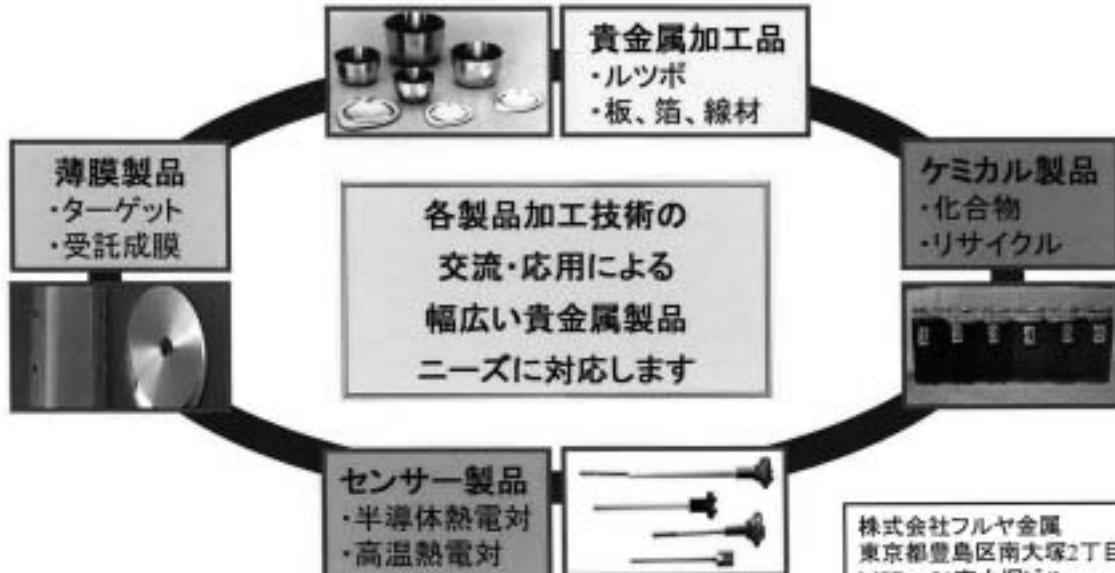 貴金属加工品
・ルツボ
・板、箔、線材
薄膜製品
・ターゲット
・受託成膜
ケミカル製品
・化合物
・リサイクル
各製品加工技術の
交流・応用による
幅広い貴金属製品
ニーズに対応します
センサー製品
・半導体熱電対
・高温熱電対
株式会社フルヤ金属
東京都豊島区南大塚2丁目